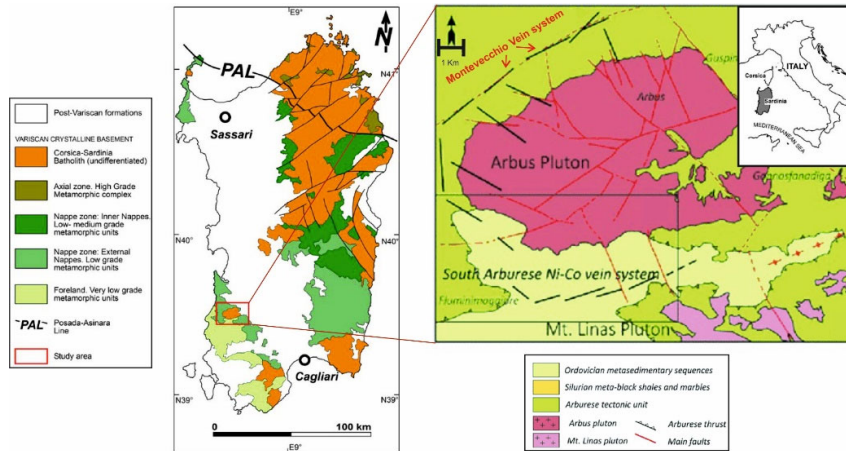 Post-Variscan formations
VARISCAN CRYSTALLINE BASEMENT
Corsica-Sardinia
Batholith (undifferentiated)
Axial zone. High Grade
Metamorphic complex
Nappe zone: Inner Nappes.
Low- medium grade
metamorphic units
Nappe zone: External
Nappes. Low grade
metamorphic units
Foreland. Very low grade
metamorphic units
PAL
Posada-Asinara
Line
Study area
E9°
N
PAL
N41°
Sassari
N40°
Cagliari
N39°
0
100 km
E9°
N
1 Km
Montevecchio Vein system
Guspin
Arbus
Arbus Pluton
Gonnosfanadiga
South Arburese Ni-Co vein system
Fluminimaggiore
Mt. Linas Pluton
ITALY
Corsica
Sardinia
MEDITERRANEAN SEA
Ordovician metasedimentary sequences
Silurian meta-black shales and marbles
Arburese tectonic unit
Arbus pluton
Arburese thrust
Mt. Linas pluton
Main faults